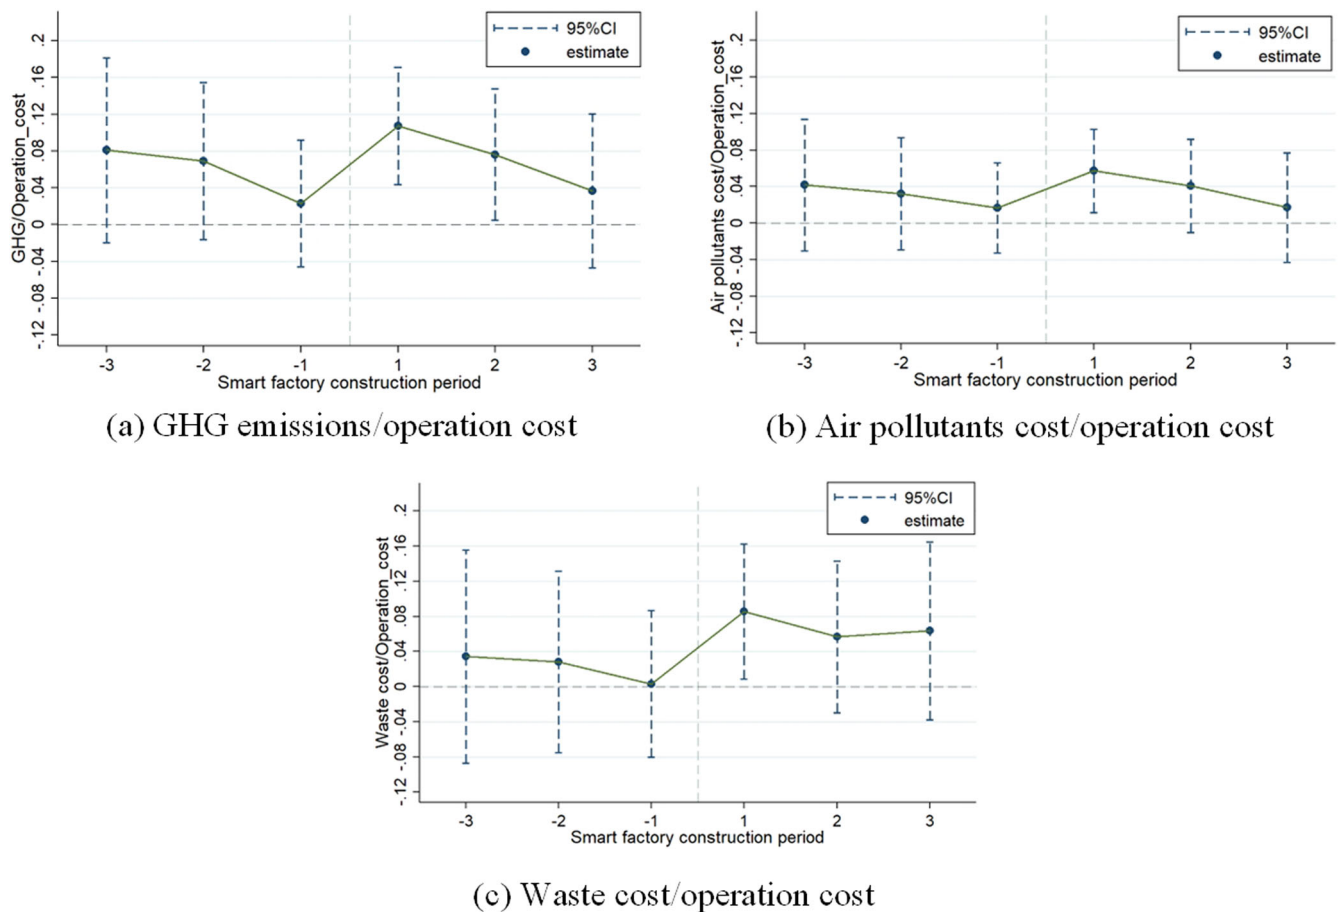 95%CI
estimate
GHG/Operation_cost
.2
.16
.12
.08
.04
0
-.04
-.08
-.12
-3 -2 -1 1 2 3
Smart factory construction period
(a) GHG emissions/operation cost
95%CI
estimate
Air pollutants cost/Operation_cost
.2
.16
.12
.08
.04
0
-.04
-.08
-.12
-3 -2 -1 1 2 3
Smart factory construction period
(b) Air pollutants cost/operation cost
95%CI
estimate
Waste cost/Operation_cost
.2
.16
.12
.08
.04
0
-.04
-.08
-.12
-3 -2 -1 1 2 3
Smart factory construction period
(c) Waste cost/operation cost